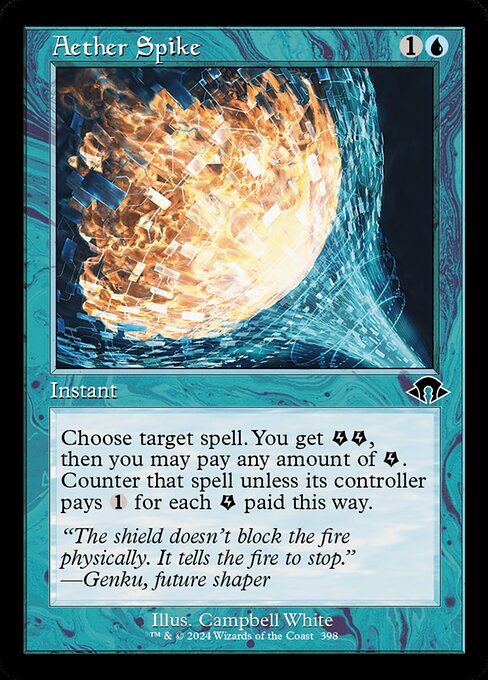 Aether Spike 1
Instant
Choose target spell. You get ,
then you may pay any amount of .
Counter that spell unless its controller
pays 1 for each paid this way.
“The shield doesn’t block the fire
physically. It tells the fire to stop.”
—Genku, future shaper
Illus. Campbell White
™ & © 2024 Wizards of the Coast 398